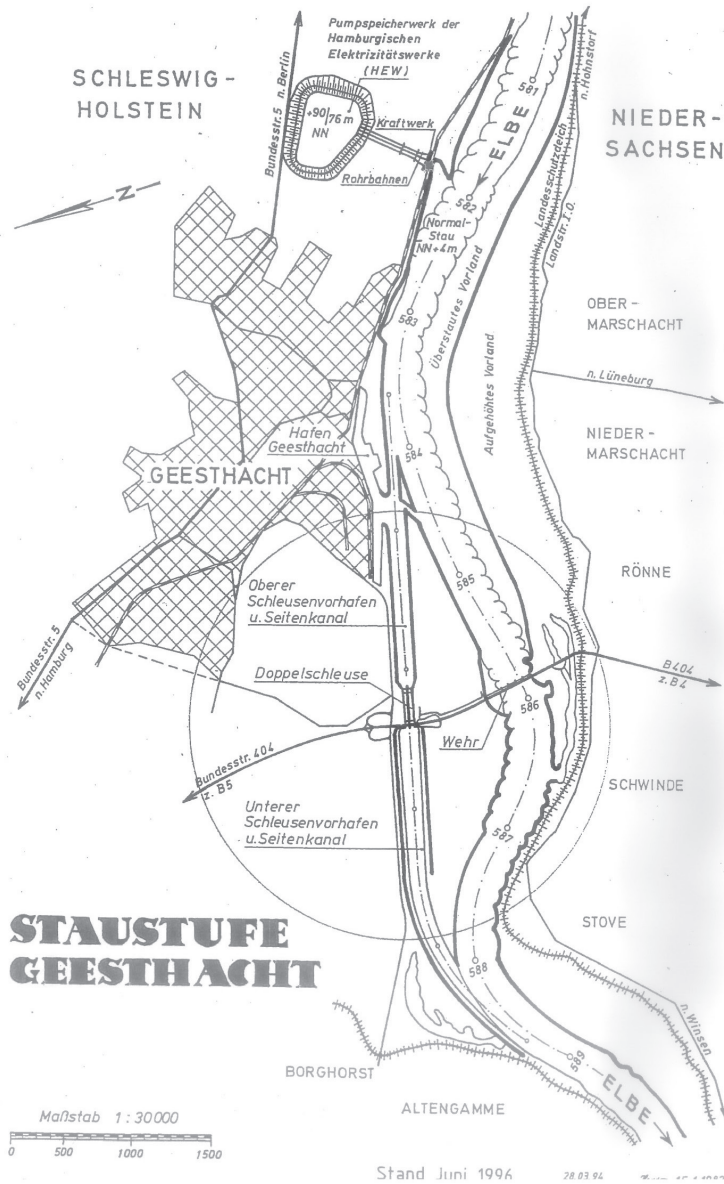 Pumpspeicherwerk der
Hamburgischen
Elektrizitätswerke
(HEW)
SCHLESWIG-
HOLSTEIN
Bundesstr. 5 n. Berlin
+90/76 m
NN
Kraftwerk
Rohrbahnen
ELBE
581
n. Hohnstorf
NIEDER-
SACHSEN
N
Landesschutzdeich
Landstr. I.O.
582
Normal-
Stau
NN+4m
583
Überstautes Vorland
Aufgehöhtes Vorland
OBER-
MARSCHACHT
n. Lüneburg
NIEDER-
MARSCHACHT
Hafen
Geesthacht
584
GEESTHACHT
585
RÖNNE
Oberer
Schleusenvorhafen
u. Seitenkanal
Bundesstr. 5
n. Hamburg
Doppelschleuse
B 404
z. B 4
586
Wehr
Bundesstr. 404
z. B5
SCHWINDE
Unterer
Schleusenvorhafen
u. Seitenkanal
587
STAUSTUFE
GEESTHACHT
STOVE
588
n. Winsen
589
ELBE
BORGHORST
ALTENGAMME
Maßstab 1 : 30 000
0 500 1000 1500
Stand Juni 1996
28.03.94